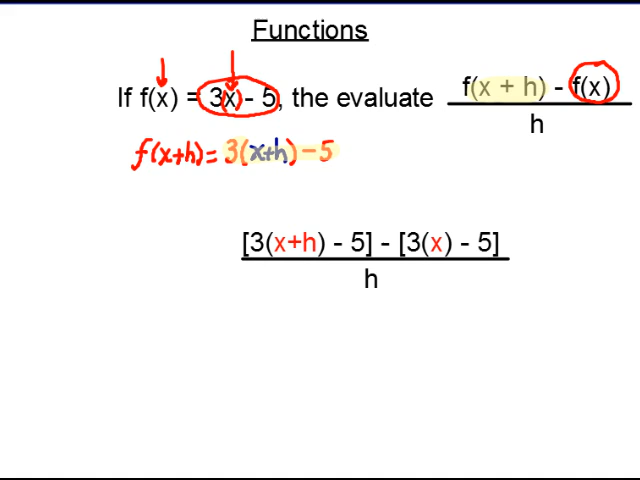 Functions
If f(x) = 3(x) - 5, the evaluate f(x + h) - f(x)
h
f(x+h) = 3(x+h) - 5
[3(x+h) - 5] - [3(x) - 5]
h